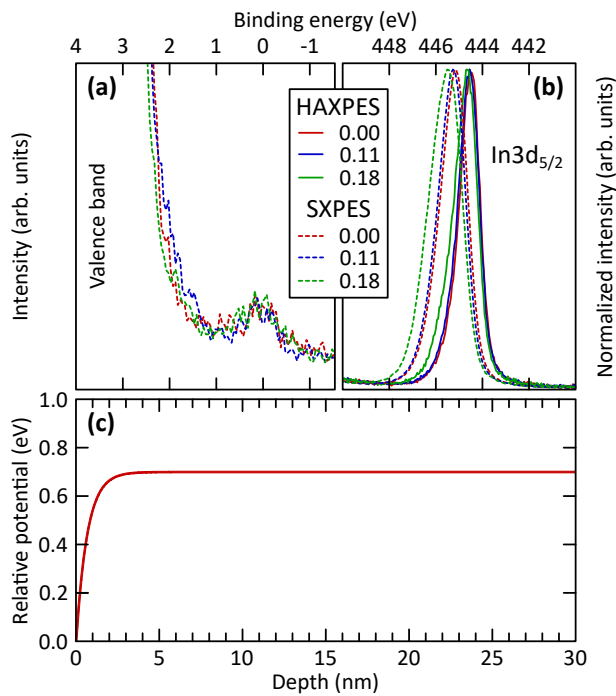 Binding energy (eV)
4 3 2 1 0 -1 448 446 444 442
(a) (b)
HAXPES
0.00
0.11
0.18
SXPES
0.00
0.11
0.18
In3d5/2
Valence band
Intensity (arb. units)
Normalized intensity (arb. units)
(c)
1.0
0.8
0.6
0.4
0.2
0.0
Relative potential (eV)
0 5 10 15 20 25 30
Depth (nm)